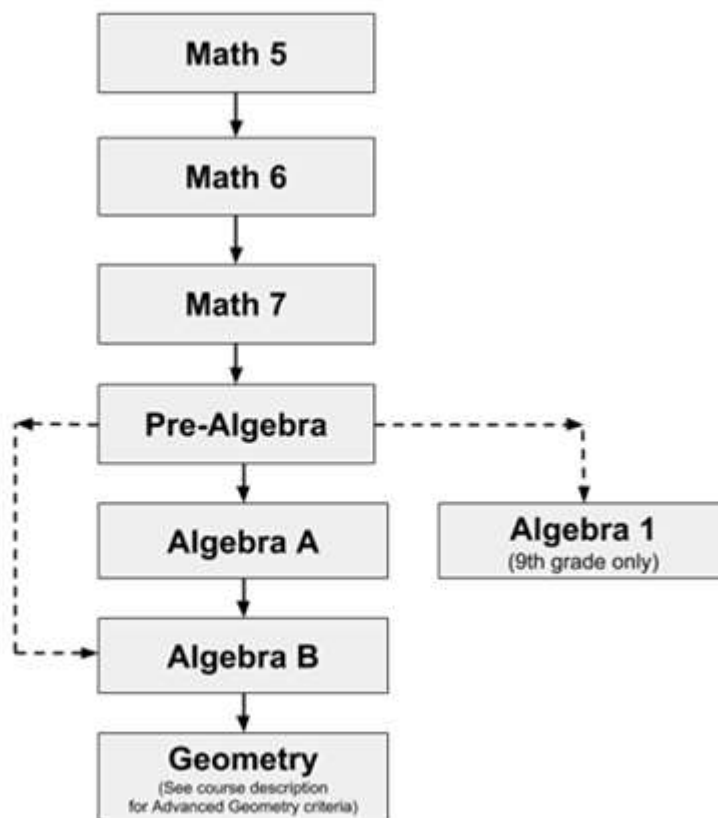 Math 5
Math 6
Math 7
Pre-Algebra
Algebra A
Algebra 1
(9th grade only)
Algebra B
Geometry
(See course description
for Advanced Geometry criteria)